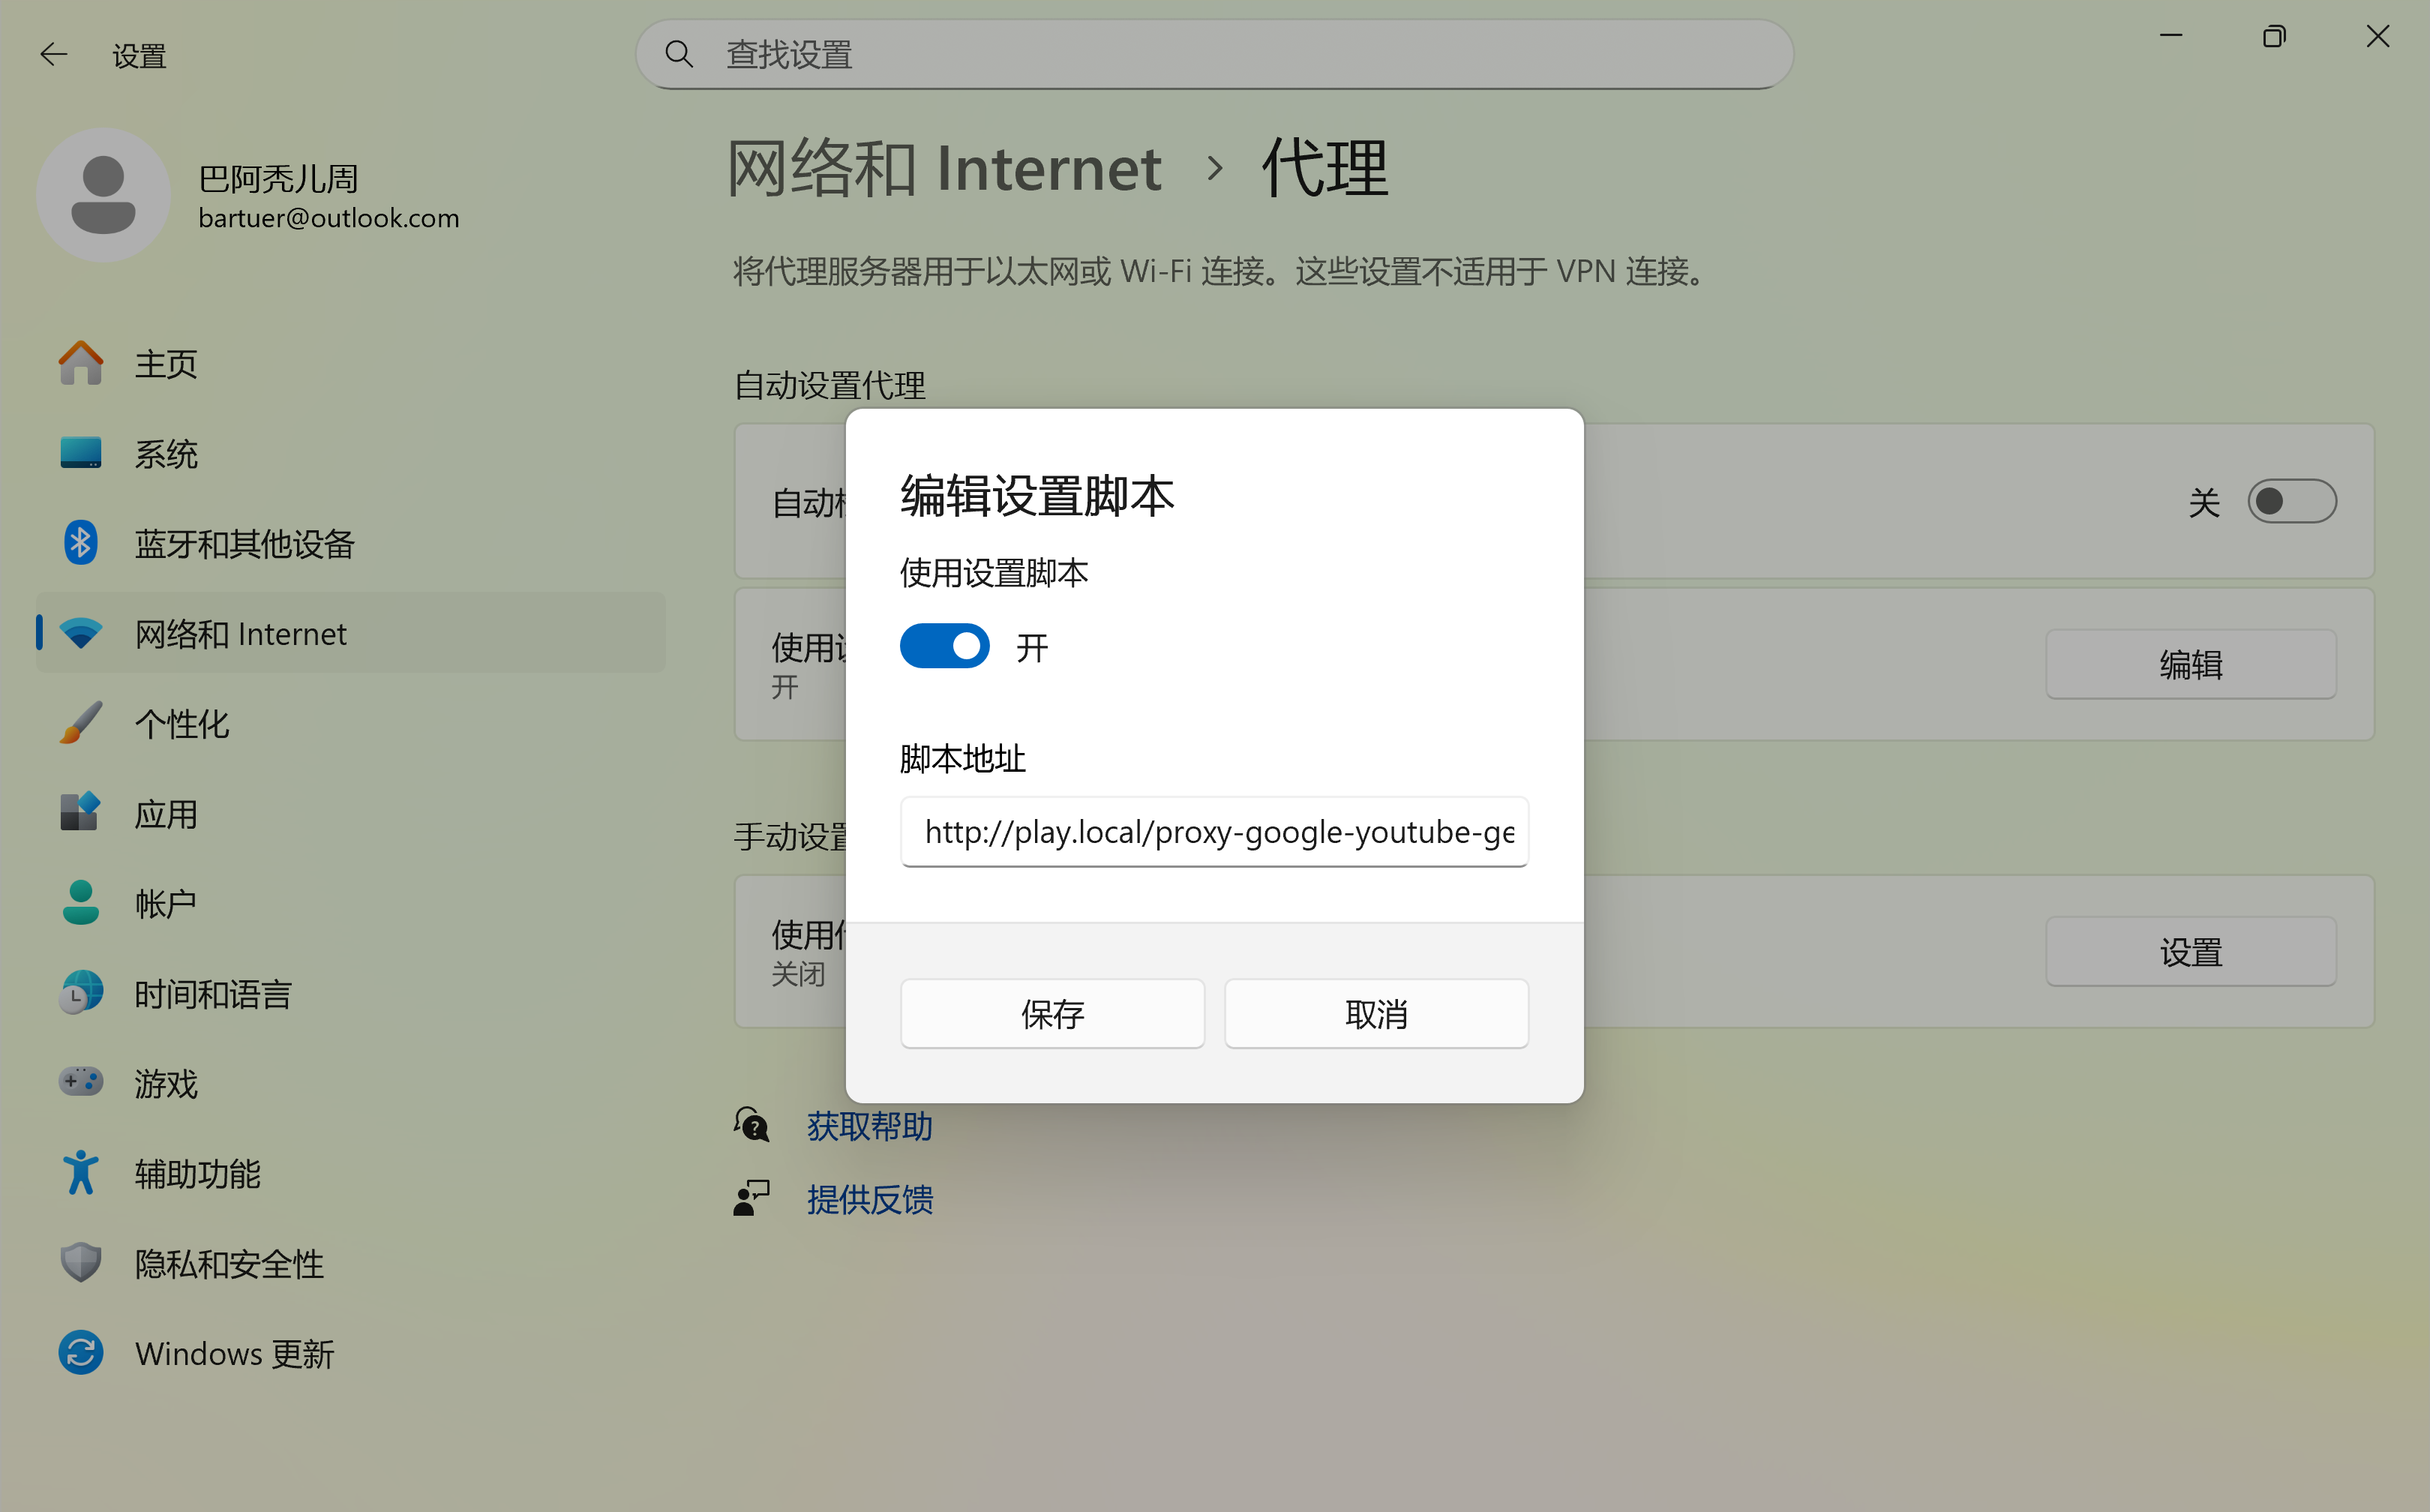 设置
查找设置
巴阿秃儿周
bartuer@outlook.com
主页
系统
蓝牙和其他设备
网络和 Internet
个性化
应用
帐户
时间和语言
游戏
辅助功能
隐私和安全性
Windows 更新
网络和 Internet › 代理
将代理服务器用于以太网或 Wi-Fi 连接。这些设置不适用于 VPN 连接。
自动设置代理
自动
关
使用
开
编辑
手动设置
使用
关闭
设置
编辑设置脚本
使用设置脚本
开
脚本地址
http://play.local/proxy-google-youtube-ge
保存
取消
获取帮助
提供反馈